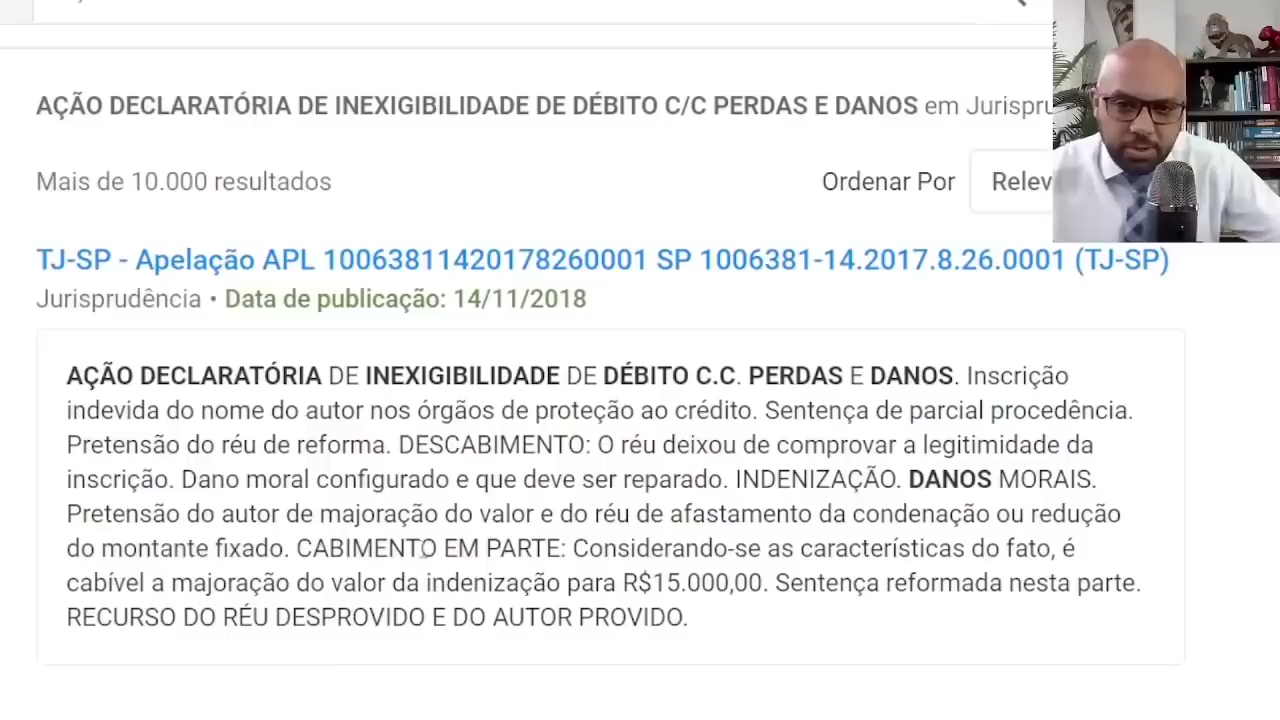 AÇÃO DECLARATÓRIA DE INEXIGIBILIDADE DE DÉBITO C/C PERDAS E DANOS em
Mais de 10.000 resultados
Ordenar Por
TJ-SP - Apelação APL 10063811420178260001 SP 1006381-14.2017.8.26.0001 (TJ-SP)
Jurisprudência • Data de publicação: 14/11/2018
AÇÃO DECLARATÓRIA DE INEXIGIBILIDADE DE DÉBITO C.C. PERDAS E DANOS. Inscrição
indevida do nome do autor nos órgãos de proteção ao crédito. Sentença de parcial procedência.
Pretensão do réu de reforma. DESCABIMENTO: O réu deixou de comprovar a legitimidade da
inscrição. Dano moral configurado e que deve ser reparado. INDENIZAÇÃO. DANOS MORAIS.
Pretensão do autor de majoração do valor e do réu de afastamento da condenação ou redução
do montante fixado. CABIMENTO EM PARTE: Considerando-se as características do fato, é
cabível a majoração do valor da indenização para R$15.000,00. Sentença reformada nesta parte.
RECURSO DO RÉU DESPROVIDO E DO AUTOR PROVIDO.